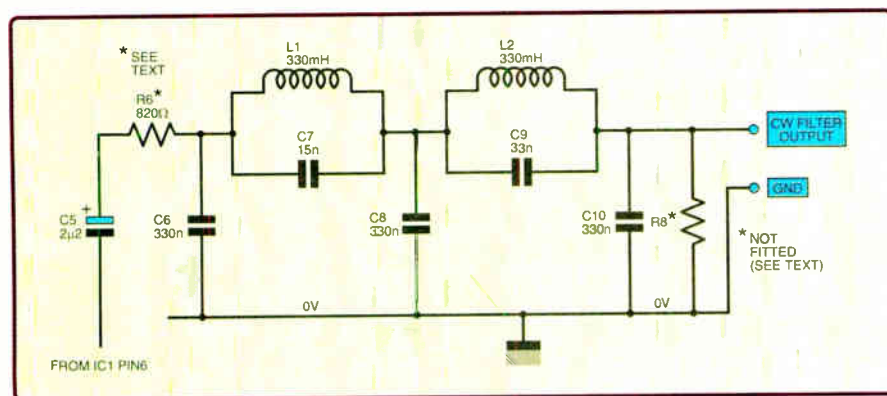 * SEE
TEXT
R6*
820Ω
L1
330mH
C7
15n
L2
330mH
C9
33n
CW FILTER
OUTPUT
GND
C5
2µ2
+
C6
330n
C8
330n
C10
330n
R8*
* NOT
FITTED
(SEE TEXT)
0V
0V
FROM IC1 PIN6